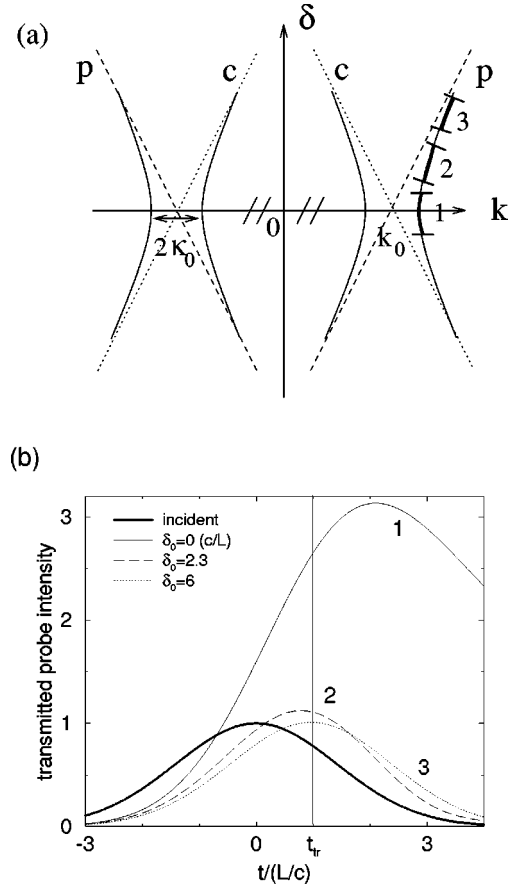 (a)
δ
p c c p
3
2
1
0 k₀ k
2κ₀
(b)
incident
δ₀=0 (c/L)
δ₀=2.3
δ₀=6
1
2
3
transmitted probe intensity
3
2
1
0
-3 0 t_tr 3
t/(L/c)